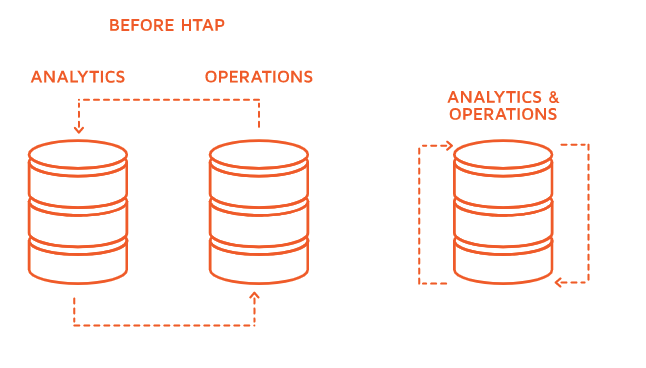 BEFORE HTAP
ANALYTICS
OPERATIONS
ANALYTICS &
OPERATIONS